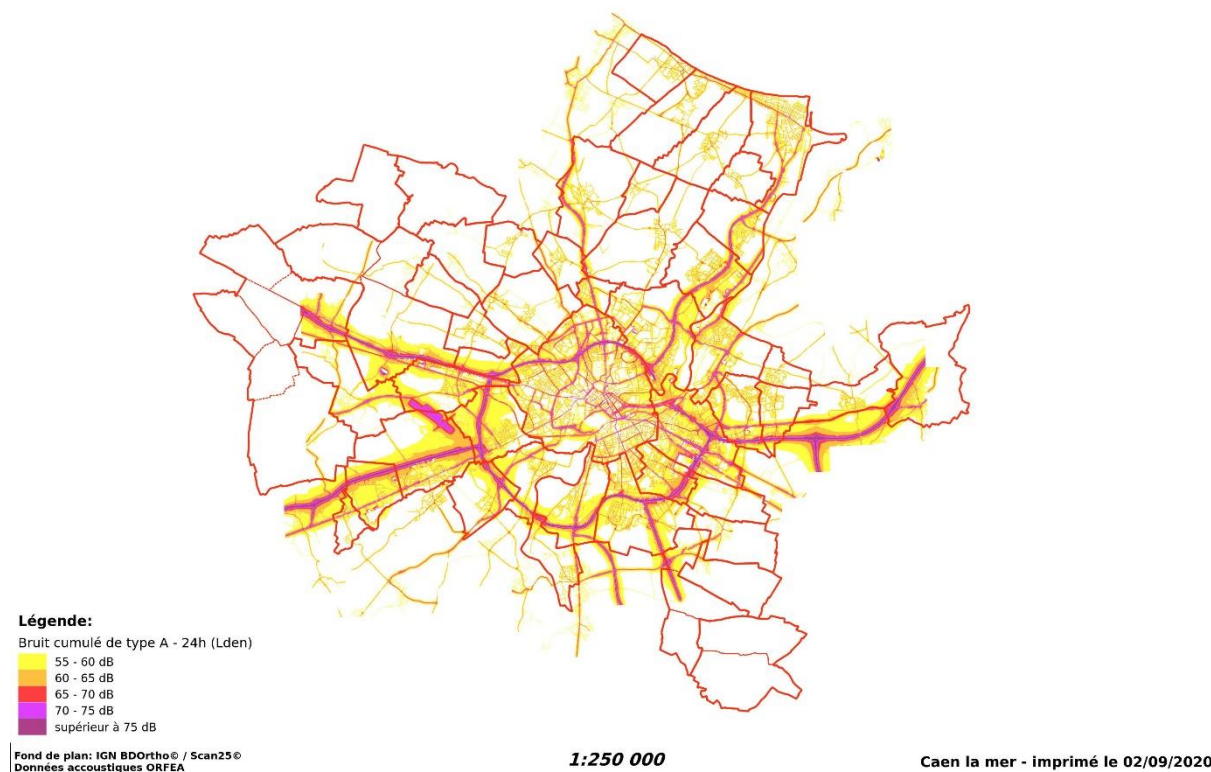 Légende:
Bruit cumulé de type A - 24h (Lden)
55 - 60 dB
60 - 65 dB
65 - 70 dB
70 - 75 dB
supérieur à 75 dB
Fond de plan: IGN BDOrtho© / Scan25©
Données accoustiques ORFEA
1:250 000
Caen la mer - imprimé le 02/09/2020